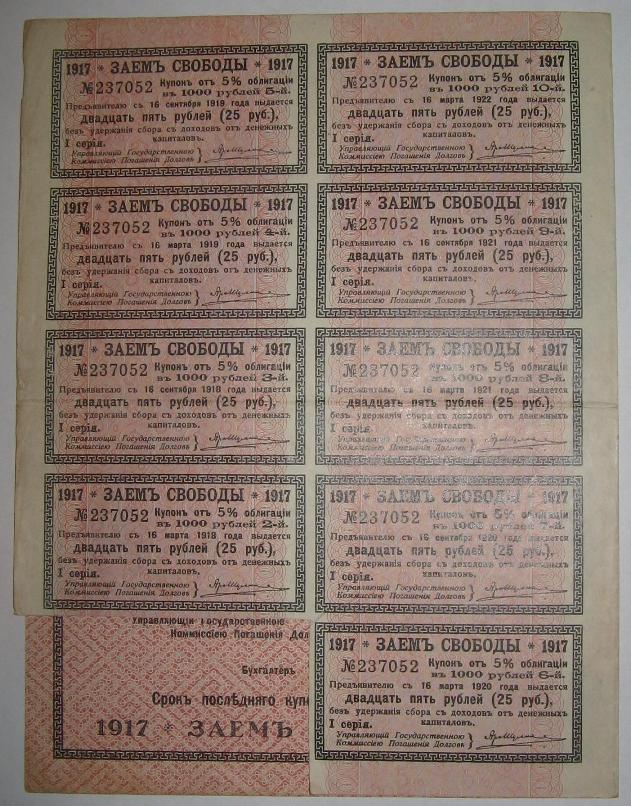 1917 * ЗАЕМЪ СВОБОДЫ * 1917
№237052 Купон от 5% облигации
въ 1000 рублей 5-й.
Предъявителю съ 16 сентября 1919 года выдается
двадцать пять рублей (25 руб.),
безъ удержанія сбора съ доходовъ отъ денежныхъ
капиталовъ.
I серія.
Управляющій Государственною
Коммиссіею Погашенія Долговъ
1917 * ЗАЕМЪ СВОБОДЫ * 1917
№237052 Купонъ отъ 5% облигаціи
въ 1000 рублей 4-й.
Предъявителю съ 16 марта 1919 года выдается
двадцать пять рублей (25 руб.),
безъ удержанія сбора съ доходовъ отъ денежныхъ
капиталовъ.
I серія.
Управляющій Государственною
Коммиссіею Погашенія Долговъ
1917 * ЗАЕМЪ СВОБОДЫ * 1917
№237052 Купонъ отъ 5% облигаціи
въ 1000 рублей 3-й.
Предъявителю съ 16 сентября 1918 года выдается
двадцать пять рублей (25 руб.),
безъ удержанія сбора съ доходовъ отъ денежныхъ
капиталовъ.
I серія.
Управляющій Государственною
Коммиссіею Погашенія Долговъ
1917 * ЗАЕМЪ СВОБОДЫ * 1917
№237052 Купонъ отъ 5% облигаціи
въ 1000 рублей 2-й.
Предъявителю съ 16 марта 1918 года выдается
двадцать пять рублей (25 руб.),
безъ удержанія сбора съ доходовъ отъ денежныхъ
капиталовъ.
I серія.
Управляющій Государственною
Коммиссіею Погашенія Долговъ
Управляющій Государственною
Коммиссіею Погашенія Дол
Бухгалтеръ
Срокъ послѣдняго купо
1917 ЗАЕМЪ
1917 * ЗАЕМЪ СВОБОДЫ * 1917
№237052 Купонъ отъ 5% облигаціи
въ 1000 рублей 10-й.
Предъявителю съ 16 марта 1922 года выдается
двадцать пять рублей (25 руб.),
безъ удержанія сбора съ доходовъ отъ денежныхъ
капиталовъ.
I серія.
Управляющій Государственною
Коммиссіею Погашенія Долговъ
1917 * ЗАЕМЪ СВОБОДЫ * 1917
№237052 Купонъ отъ 5% облигаціи
въ 1000 рублей 9-й.
Предъявителю съ 16 сентября 1921 года выдается
двадцать пять рублей (25 руб.),
безъ удержанія сбора съ доходовъ отъ денежныхъ
капиталовъ.
I серія.
Управляющій Государственною
Коммиссіею Погашенія Долговъ
1917 * ЗАЕМЪ СВОБОДЫ * 1917
№237052 Купонъ отъ 5% облигаціи
въ 1000 рублей 8-й.
Предъявителю съ 16 марта 1921 года выдается
двадцать пять рублей (25 руб.),
безъ удержанія сбора съ доходовъ отъ денежныхъ
капиталовъ.
I серія.
Управляющій Государственною
Коммиссіею Погашенія Долговъ
1917 * ЗАЕМЪ СВОБОДЫ * 1917
№237052 Купонъ отъ 5% облигаціи
въ 1000 рублей 7-й.
Предъявителю съ 16 сентября 1920 года выдается
двадцать пять рублей (25 руб.),
безъ удержанія сбора съ доходовъ отъ денежныхъ
капиталовъ.
I серія.
Управляющій Государственною
Коммиссіею Погашенія Долговъ
1917 * ЗАЕМЪ СВОБОДЫ * 1917
№237052 Купонъ отъ 5% облигаціи
въ 1000 рублей 6-й.
Предъявителю съ 16 марта 1920 года выдается
двадцать пять рублей (25 руб.),
безъ удержанія сбора съ доходовъ отъ денежныхъ
капиталовъ.
I серія.
Управляющій Государственною
Коммиссіею Погашенія Долговъ